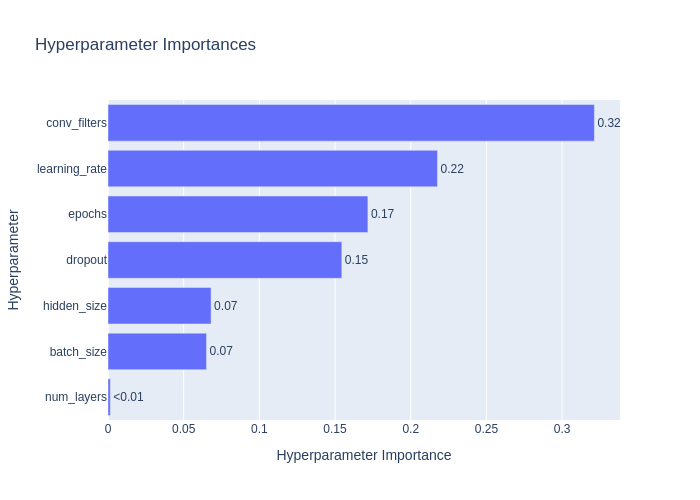 Hyperparameter Importances
Hyperparameter
conv_filters 0.32
learning_rate 0.22
epochs 0.17
dropout 0.15
hidden_size 0.07
batch_size 0.07
num_layers <0.01
0 0.05 0.1 0.15 0.2 0.25 0.3
Hyperparameter Importance